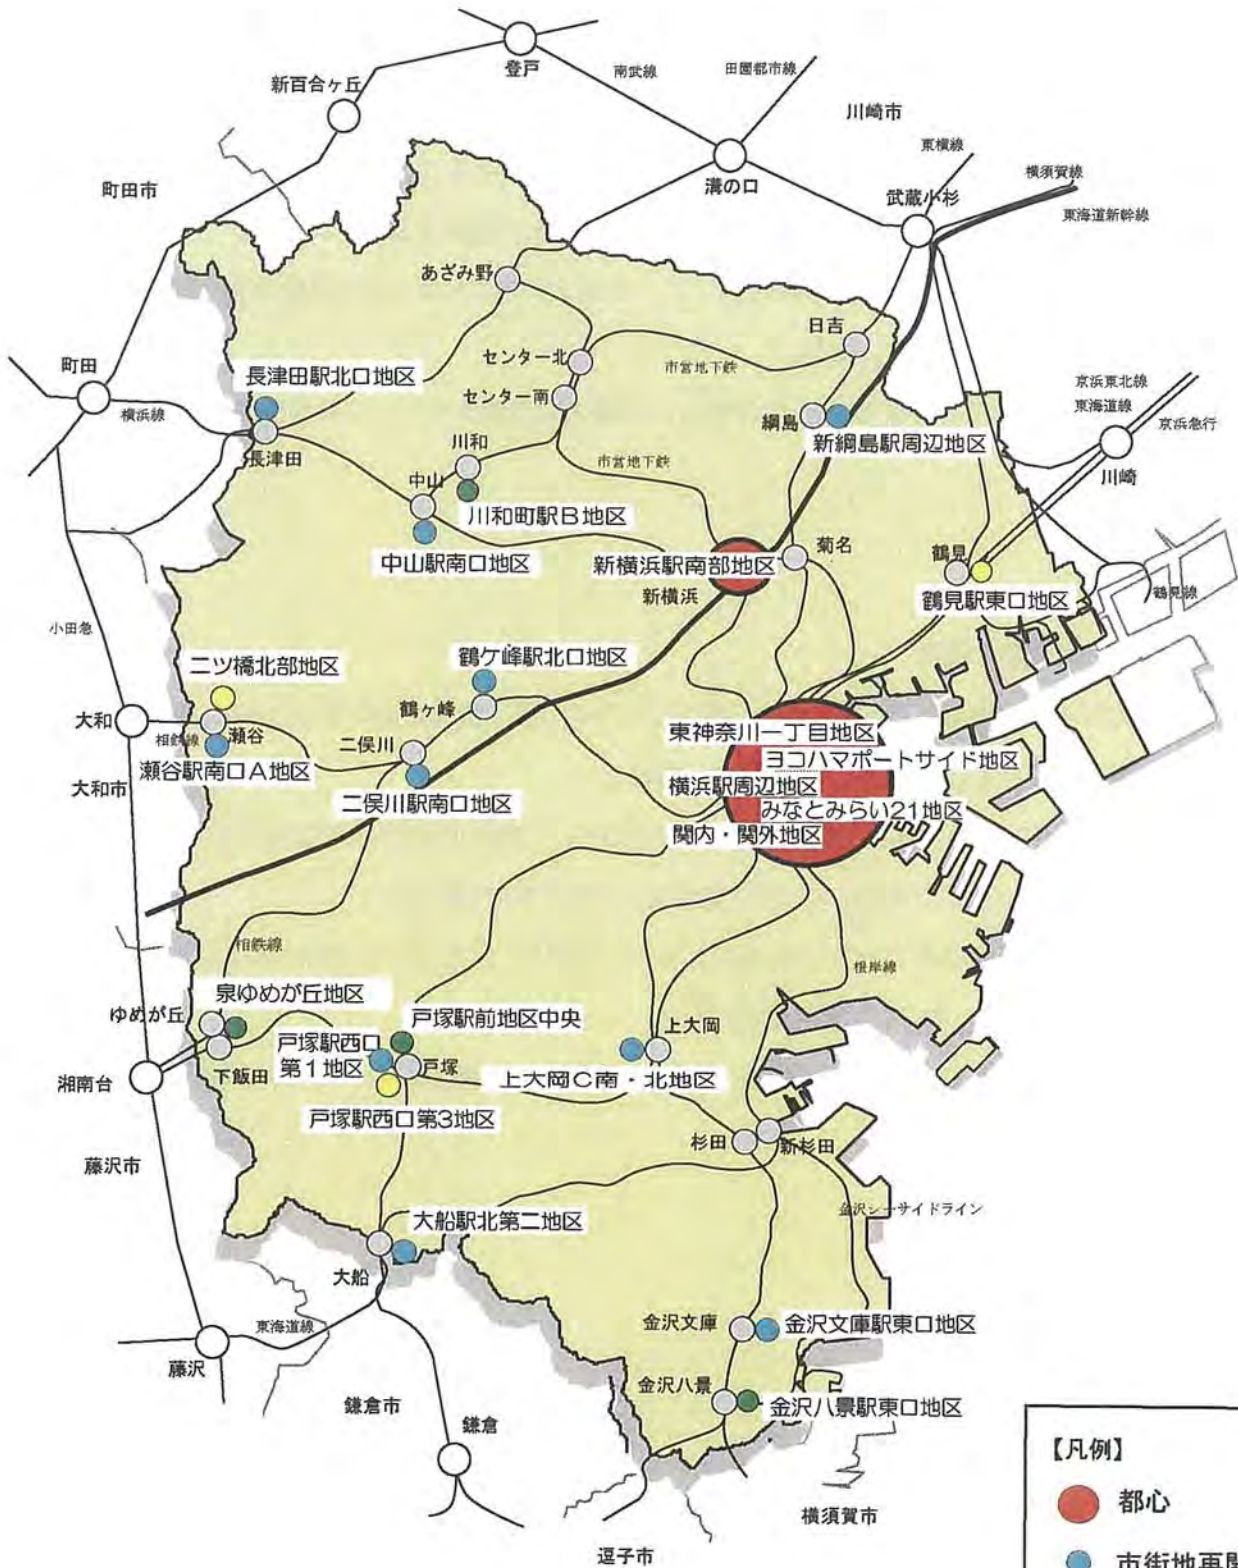 登戸
南武線
田園都市線
新百合ヶ丘
川崎市
東横線
横須賀線
東海道新幹線
溝の口
武蔵小杉
町田市
あざみ野
日吉
センター北
市営地下鉄
町田
長津田駅北口地区
センター南
京浜東北線
東海道線
京浜急行
横浜線
綱島
新綱島駅周辺地区
長津田
川和
市営地下鉄
川崎
中山
川和町駅B地区
中山駅南口地区
新横浜駅南部地区
菊名
鶴見
新横浜
鶴見駅東口地区
鶴見線
小田急
二ツ橋北部地区
鶴ケ峰駅北口地区
鶴ヶ峰
大和
相鉄線
瀬谷
二俣川
東神奈川一丁目地区
ヨコハマポートサイド地区
瀬谷駅南口A地区
大和市
横浜駅周辺地区
二俣川駅南口地区
みなとみらい21地区
関内・関外地区
相鉄線
根岸線
泉ゆめが丘地区
ゆめが丘
戸塚駅前地区中央
上大岡
戸塚駅西口
第1地区
戸塚
湘南台
下飯田
上大岡C南・北地区
戸塚駅西口第3地区
杉田
新杉田
藤沢市
金沢シーサイドライン
大船駅北第二地区
大船
金沢文庫
金沢文庫駅東口地区
東海道線
藤沢
金沢八景
金沢八景駅東口地区
鎌倉市
鎌倉
横須賀市
逗子市
【凡例】
都心
市街地再